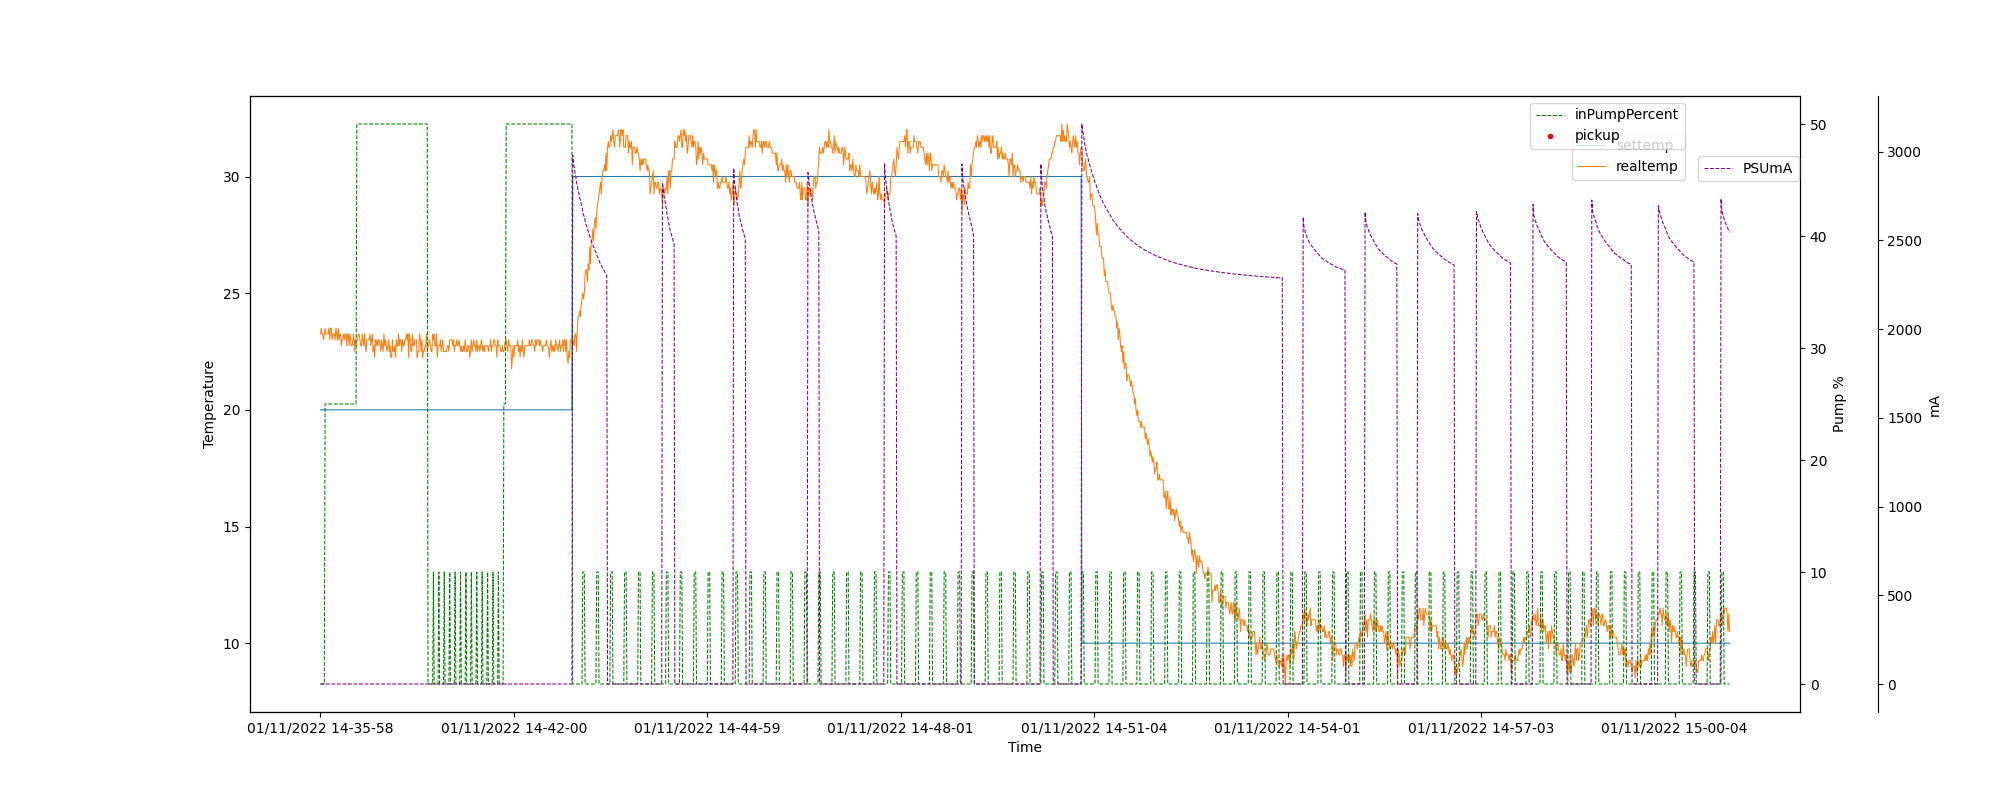 inPumpPercent
pickup
settemp
realtemp
PSUmA
30
25
20
15
10
Temperature
50
40
30
20
10
0
Pump %
3000
2500
2000
1500
1000
500
0
mA
01/11/2022 14-35-58
01/11/2022 14-42-00
01/11/2022 14-44-59
01/11/2022 14-48-01
01/11/2022 14-51-04
01/11/2022 14-54-01
01/11/2022 14-57-03
01/11/2022 15-00-04
Time